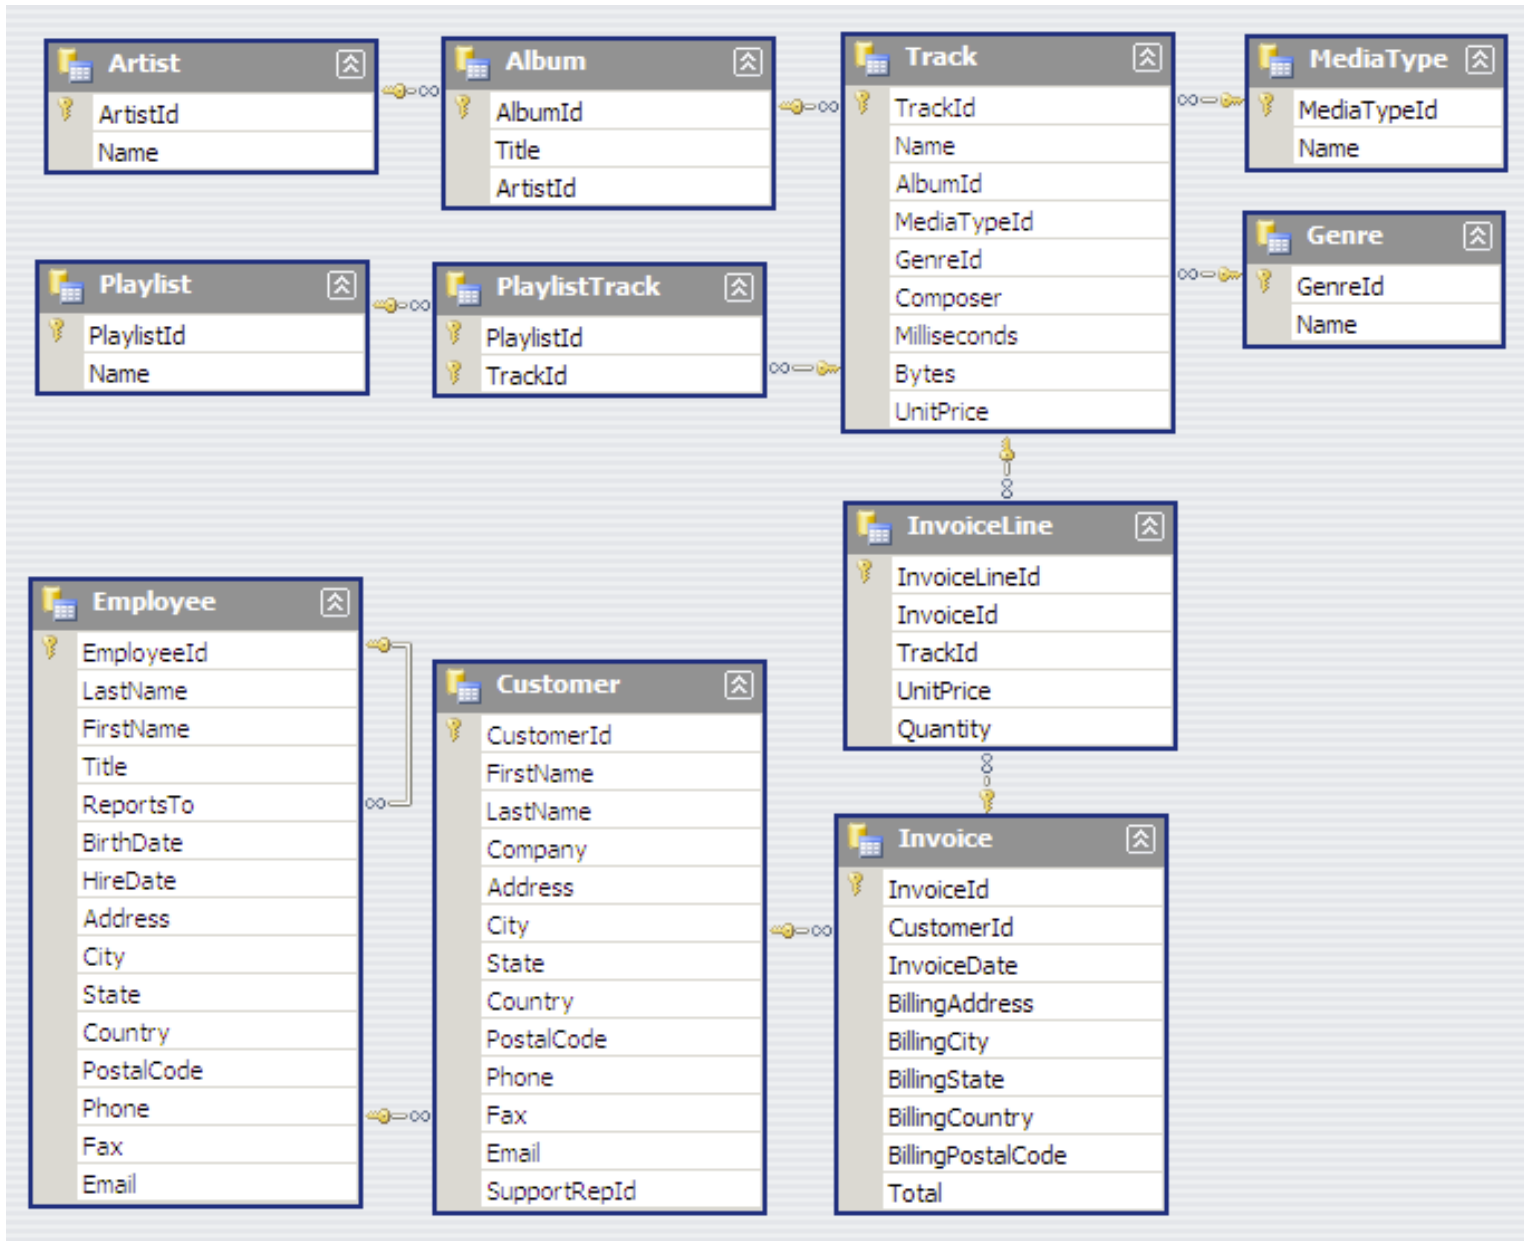 Artist
ArtistId
Name
Album
AlbumId
Title
ArtistId
Track
TrackId
Name
AlbumId
MediaTypeId
GenreId
Composer
Milliseconds
Bytes
UnitPrice
MediaType
MediaTypeId
Name
Genre
GenreId
Name
Playlist
PlaylistId
Name
PlaylistTrack
PlaylistId
TrackId
InvoiceLine
InvoiceLineId
InvoiceId
TrackId
UnitPrice
Quantity
Employee
EmployeeId
LastName
FirstName
Title
ReportsTo
BirthDate
HireDate
Address
City
State
Country
PostalCode
Phone
Fax
Email
Customer
CustomerId
FirstName
LastName
Company
Address
City
State
Country
PostalCode
Phone
Fax
Email
SupportRepId
Invoice
InvoiceId
CustomerId
InvoiceDate
BillingAddress
BillingCity
BillingState
BillingCountry
BillingPostalCode
Total